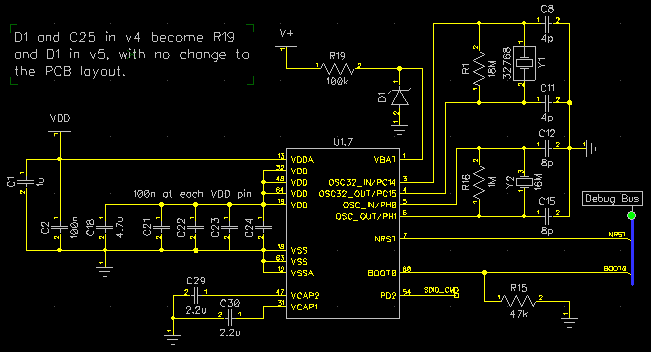 D1 and C25 in v4 become R19
and D1 in v5, with no change to
the PCB layout.
V+
R19
1 2
100k
D1
1
2
C8
1 2
4p
R1
18M
1
2
32768
Y1
C11
1 2
4p
C12
1 2
8p
R16
1M
Y2
16M
C15
1 2
8p
Debug Bus
VDD
C1
1u
C2
100n
C18
4.7u
100n at each VDD pin
C21
C22
C23
C24
U1.7
13 VDDA
32 VDD
48 VDD
64 VDD
19 VDD
18 VSS
63 VSS
12 VSSA
47 VCAP2
31 VCAP1
VBAT 1
OSC32_IN/PC14 3
OSC32_OUT/PC15 4
OSC_IN/PH0 5
OSC_OUT/PH1 6
NRST 7
NRST
BOOT0 60
BOOT0
PD2 54
SDIO_CMD
R15
1 2
47k
C29
2 1
2.2u
C30
2 1
2.2u